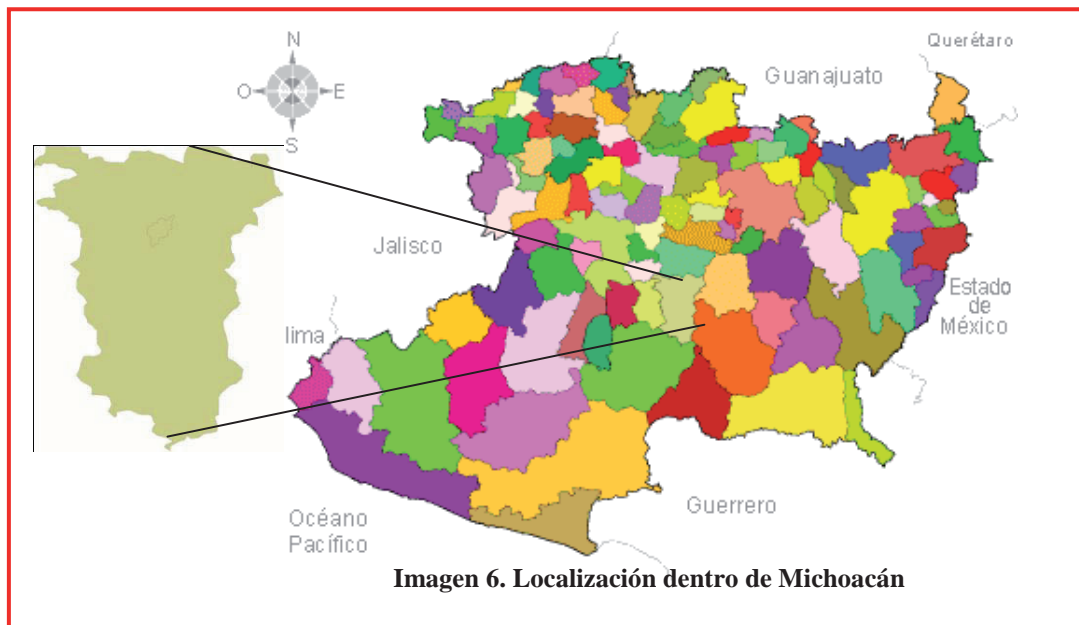 N
O
E
S
Querétaro
Guanajuato
Jalisco
Estado
de
México
lima
Guerrero
Océano
Pacífico
Imagen 6. Localización dentro de Michoacán